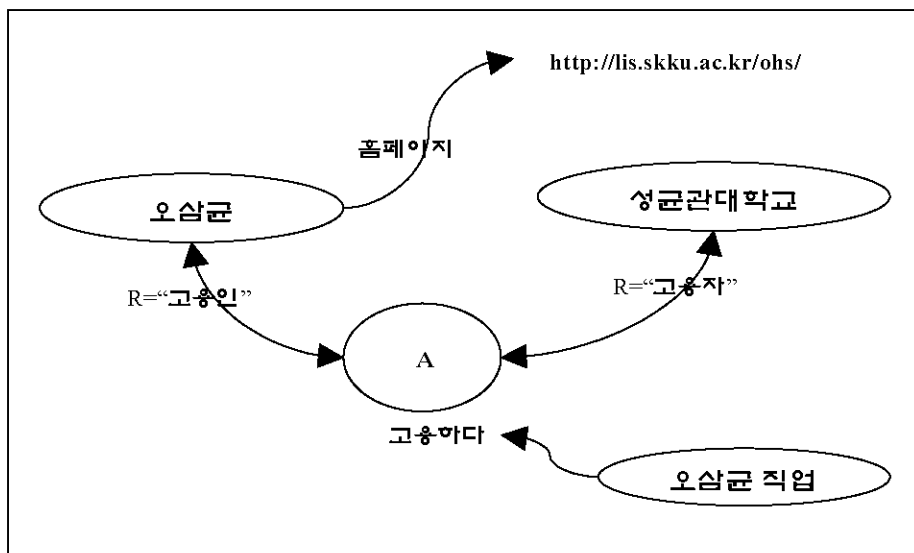 http://lis.skku.ac.kr/ohs/
홈페이지
오삼균
성균관대학교
R=“고용인”
R=“고용자”
A
고용하다
오삼균 직업